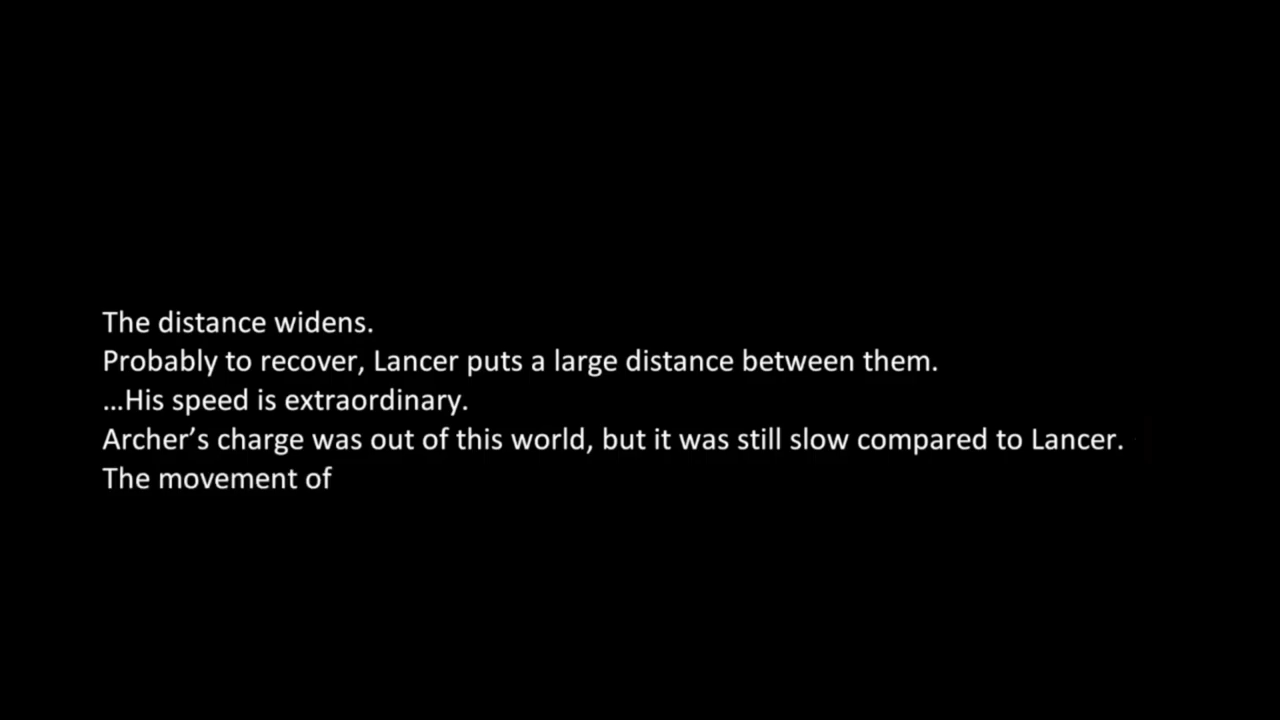 The distance widens.
Probably to recover, Lancer puts a large distance between them.
…His speed is extraordinary.
Archer’s charge was out of this world, but it was still slow compared to Lancer.
The movement of